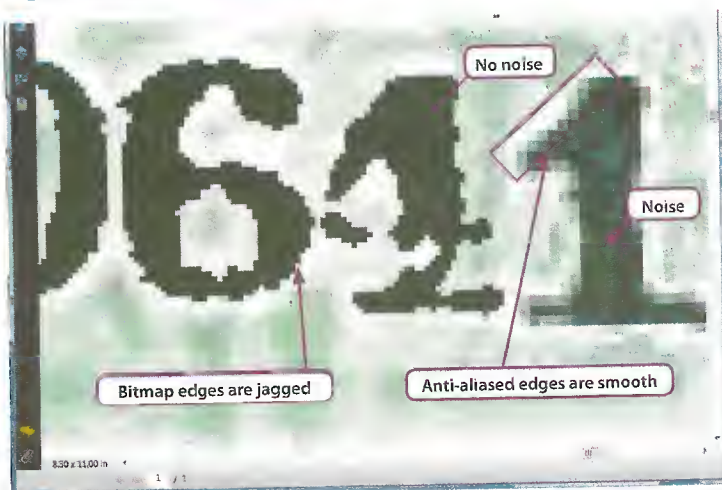 0641
No noise
Noise
Bitmap edges are jagged
Anti-aliased edges are smooth
8.50 x 11.00 in
1 / 1